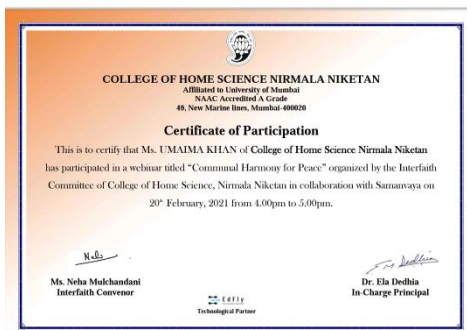 COLLEGE OF HOME SCIENCE NIRMALA NIKETAN
Affiliated to University of Mumbai
NAAC Accredited A Grade
49, New Marine lines, Mumbai-400020
Certificate of Participation
This is to certify that Ms. UMAIMA KHAN of College of Home Science Nirmala Niketan
has participated in a webinar titled “Communal Harmony for Peace” organized by the Interfaith
Committee of College of Home Science, Nirmala Niketan in collaboration with Samanvaya on
20th February, 2021 from 4.00pm to 5.00pm.
Neha
E.M. Dedhia
Ms. Neha Mulchandani
Interfaith Convenor
Dr. Ela Dedhia
In-Charge Principal
EdFly
Technological Partner